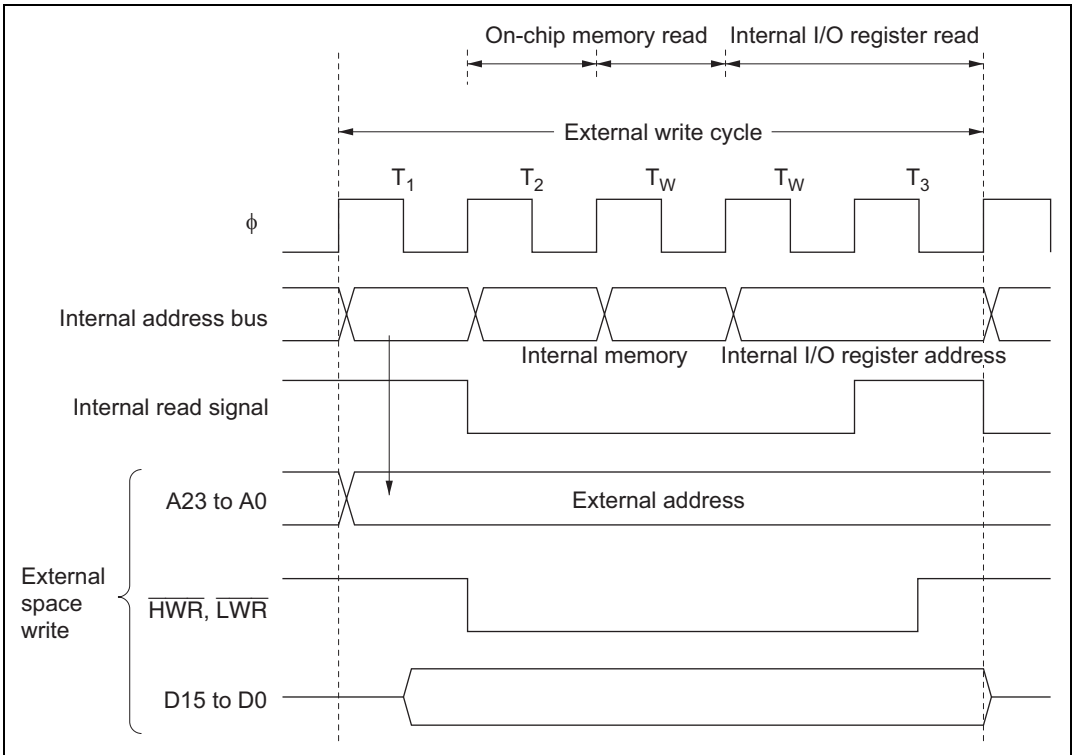 On-chip memory read Internal I/O register read
External write cycle
T1 T2 TW TW T3
ϕ
Internal address bus
Internal memory Internal I/O register address
Internal read signal
A23 to A0 External address
External
space
write
HWR, LWR
D15 to D0